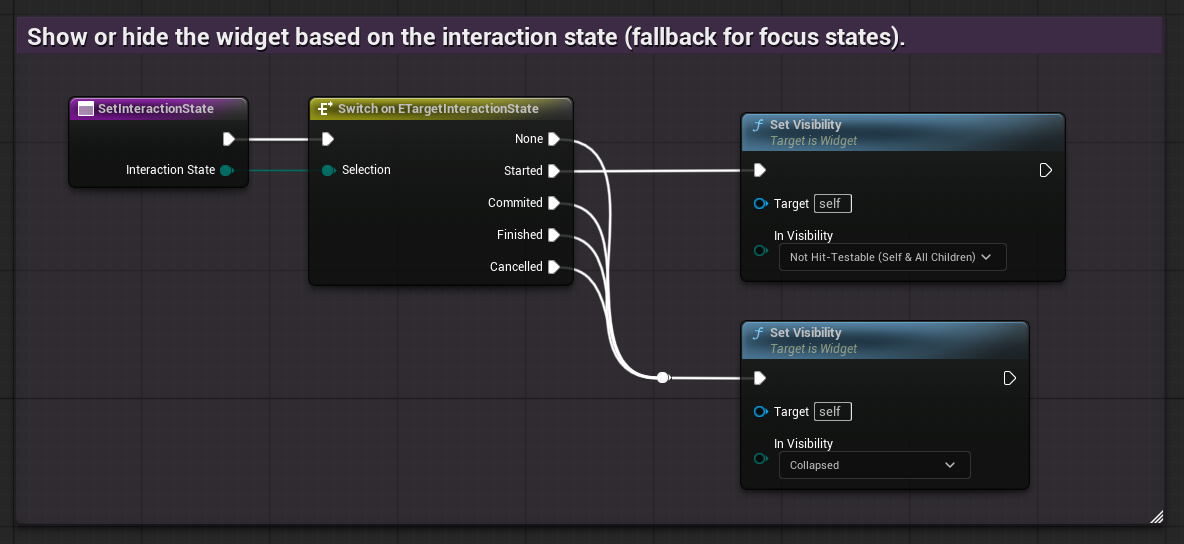 Show or hide the widget based on the interaction state (fallback for focus states).
SetInteractionState
Interaction State
Switch on ETargetInteractionState
Selection
None
Started
Commited
Finished
Cancelled
Set Visibility
Target is Widget
Target self
In Visibility
Not Hit-Testable (Self & All Children)
Set Visibility
Target is Widget
Target self
In Visibility
Collapsed